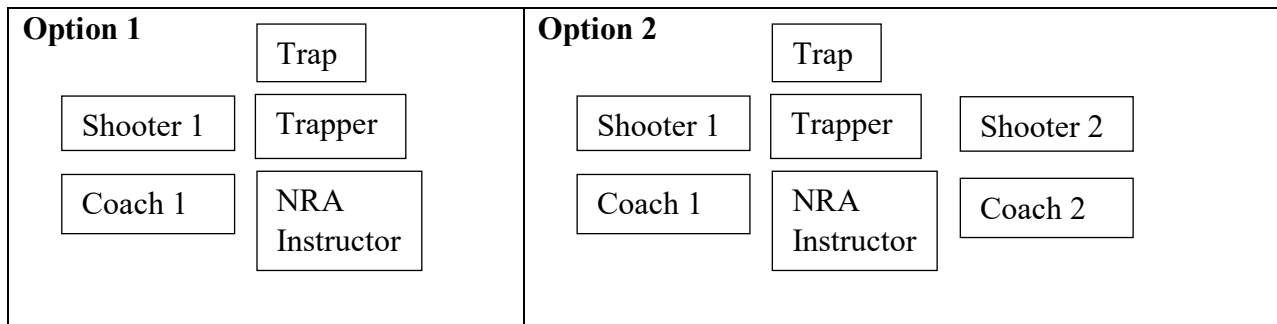 Option 1
Trap
Shooter 1
Trapper
Coach 1
NRA
Instructor
Option 2
Trap
Shooter 1
Trapper
Shooter 2
Coach 1
NRA
Instructor
Coach 2